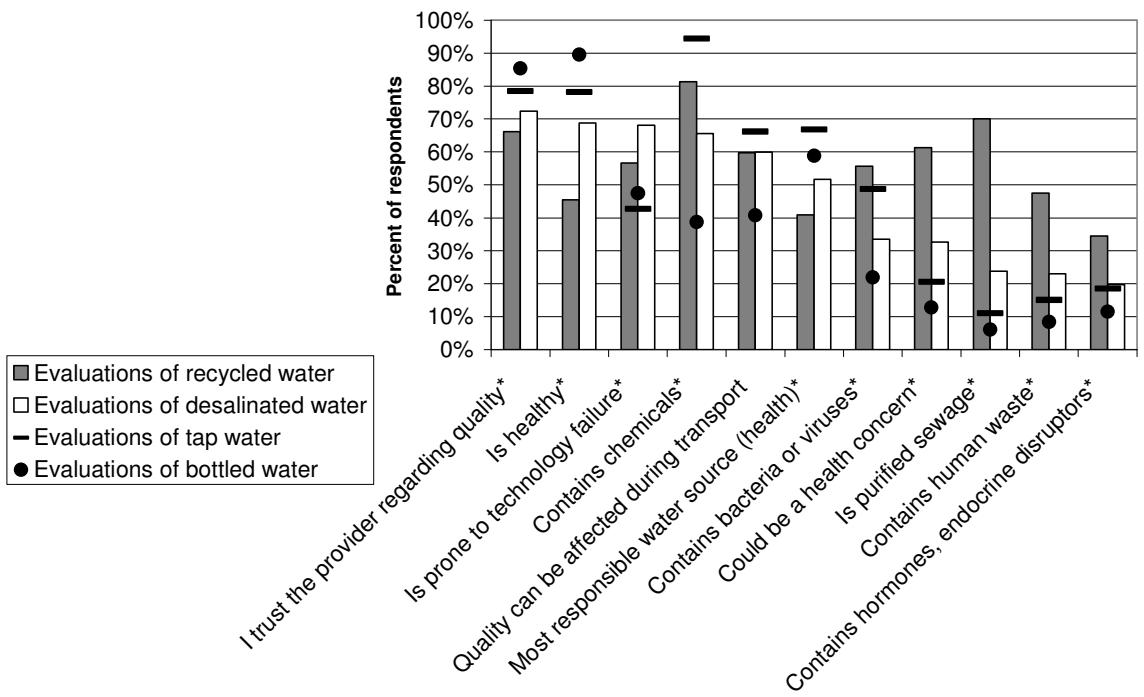 100%
90%
80%
70%
60%
50%
40%
30%
20%
10%
0%
Percent of respondents
I trust the provider regarding quality*
Is healthy*
Is prone to technology failure*
Contains chemicals*
Quality can be affected during transport
Most responsible water source (health)*
Contains bacteria or viruses*
Could be a health concern*
Is purified sewage*
Contains human waste*
Contains hormones, endocrine disruptors*
Evaluations of recycled water
Evaluations of desalinated water
Evaluations of tap water
Evaluations of bottled water